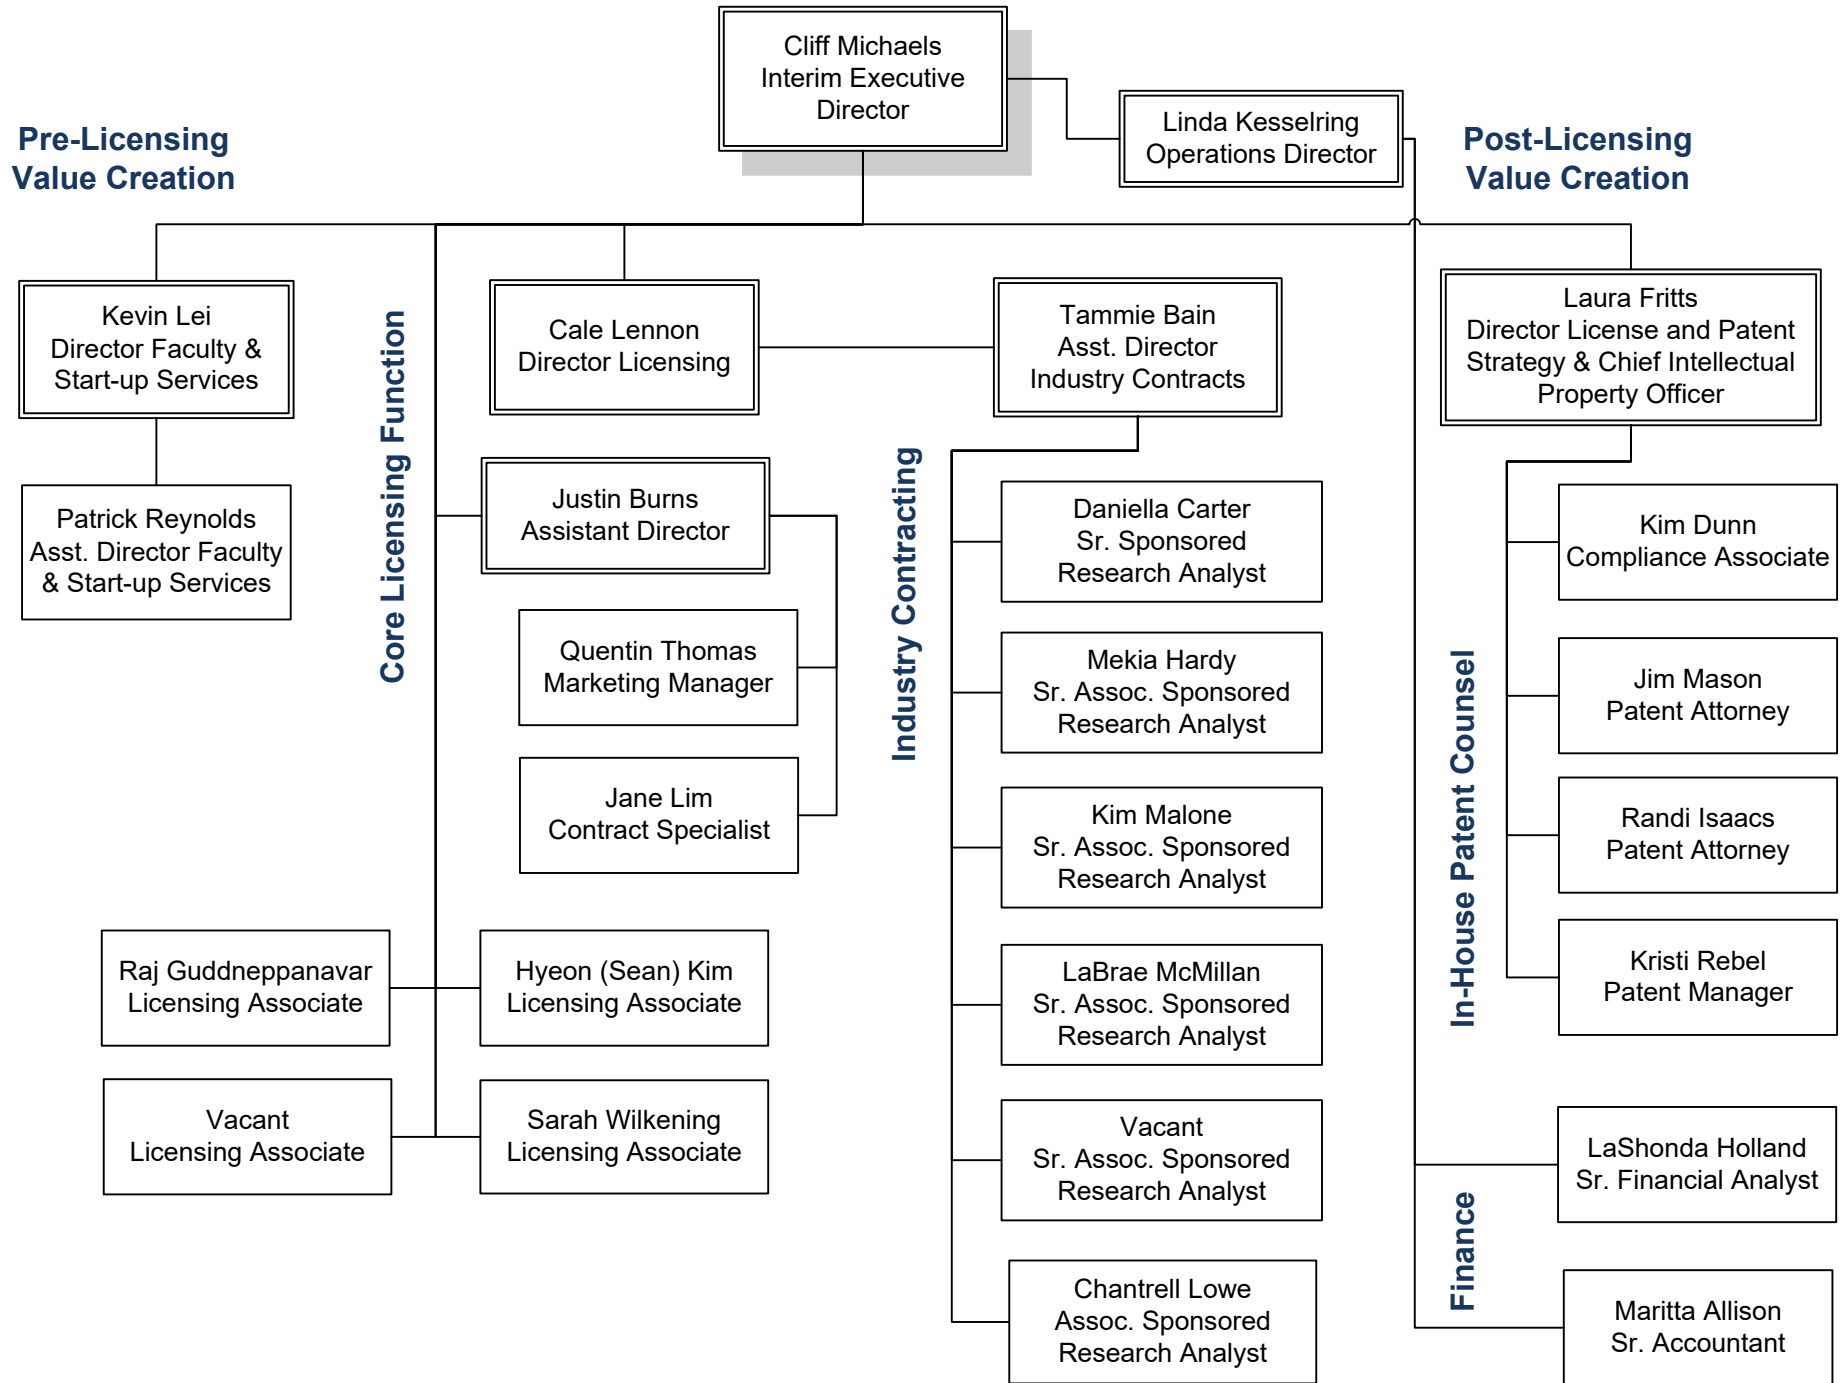 Cliff Michaels
Interim Executive
Director
Linda Kesselring
Operations Director
Pre-Licensing
Value Creation
Post-Licensing
Value Creation
Kevin Lei
Director Faculty &
Start-up Services
Patrick Reynolds
Asst. Director Faculty
& Start-up Services
Core Licensing Function
Cale Lennon
Director Licensing
Justin Burns
Assistant Director
Quentin Thomas
Marketing Manager
Jane Lim
Contract Specialist
Raj Guddneppanavar
Licensing Associate
Hyeon (Sean) Kim
Licensing Associate
Vacant
Licensing Associate
Sarah Wilkening
Licensing Associate
Tammie Bain
Asst. Director
Industry Contracts
Industry Contracting
Daniella Carter
Sr. Sponsored
Research Analyst
Mekia Hardy
Sr. Assoc. Sponsored
Research Analyst
Kim Malone
Sr. Assoc. Sponsored
Research Analyst
LaBrae McMillan
Sr. Assoc. Sponsored
Research Analyst
Vacant
Sr. Assoc. Sponsored
Research Analyst
Chantrell Lowe
Assoc. Sponsored
Research Analyst
Laura Fritts
Director License and Patent
Strategy & Chief Intellectual
Property Officer
In-House Patent Counsel
Kim Dunn
Compliance Associate
Jim Mason
Patent Attorney
Randi Isaacs
Patent Attorney
Kristi Rebel
Patent Manager
Finance
LaShonda Holland
Sr. Financial Analyst
Maritta Allison
Sr. Accountant